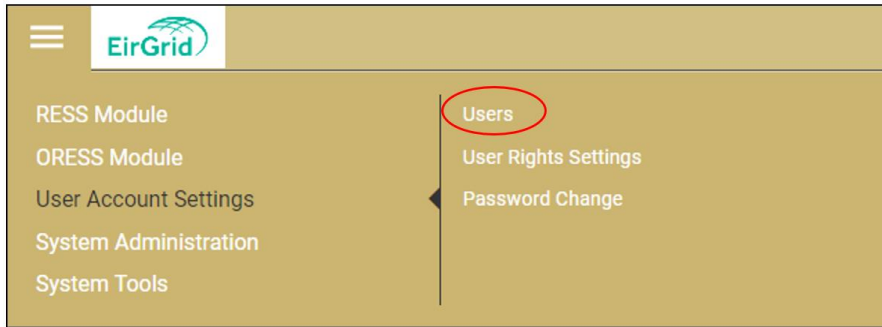 EirGrid
RESS Module
ORESS Module
User Account Settings
System Administration
System Tools
Users
User Rights Settings
Password Change